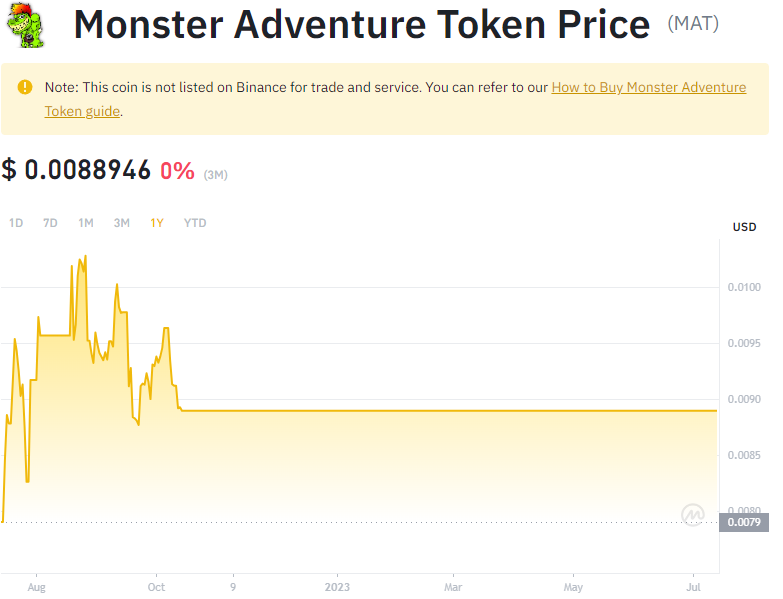 Monster Adventure Token Price (MAT)
Note: This coin is not listed on Binance for trade and service. You can refer to our How to Buy Monster Adventure
Token guide.
$ 0.0088946 0% (3M)
1D 7D 1M 3M 1Y YTD
USD
0.0100
0.0095
0.0090
0.0085
0.0080
0.0079
Aug Oct 9 2023 Mar May Jul